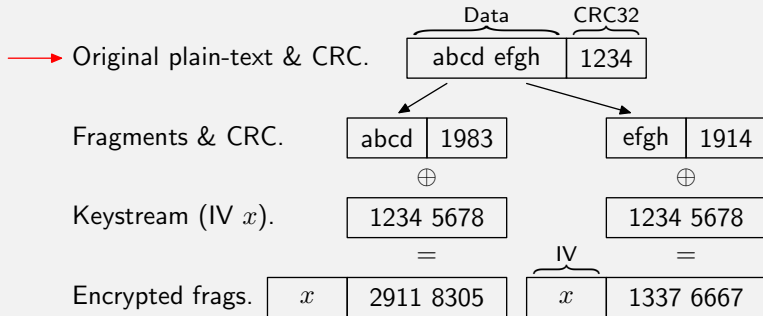 Data CRC32
Original plain-text & CRC. abcd efgh 1234
Fragments & CRC. abcd 1983 efgh 1914
⊕ ⊕
Keystream (IV x). 1234 5678 1234 5678
= IV =
Encrypted frags. x 2911 8305 x 1337 6667